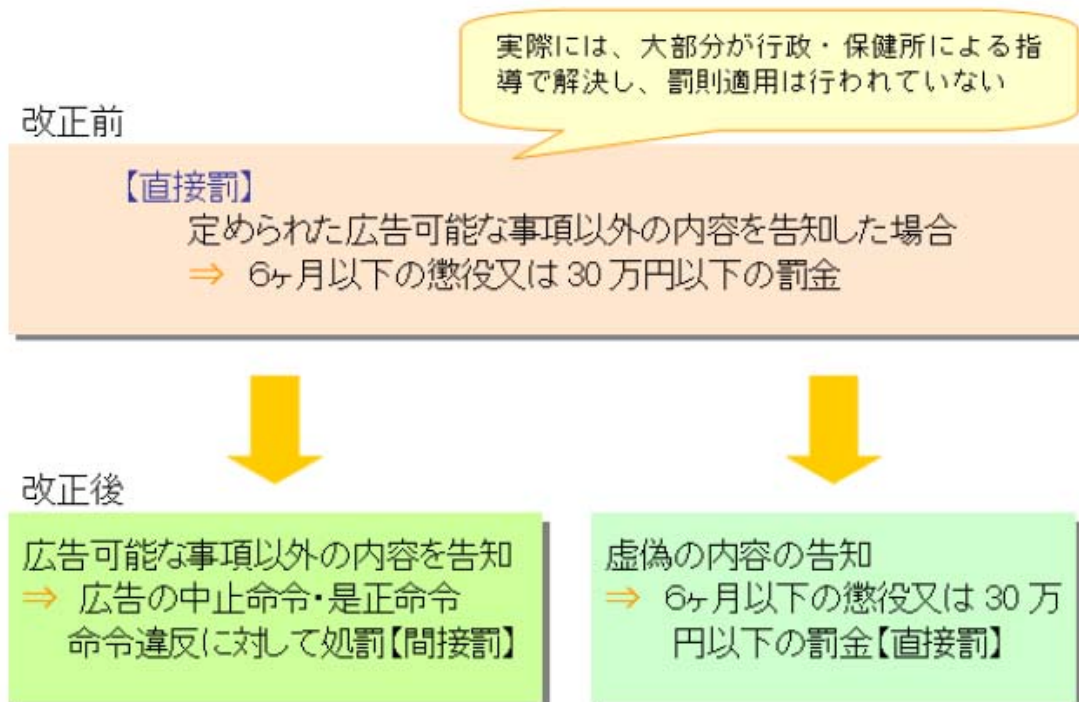 実際には、大部分が行政・保健所による指
導で解決し、罰則適用は行われていない
改正前
【直接罰】
定められた広告可能な事項以外の内容を告知した場合
⇒ 6ヶ月以下の懲役又は 30 万円以下の罰金
改正後
広告可能な事項以外の内容を告知
⇒ 広告の中止命令・是正命令
命令違反に対して処罰【間接罰】
虚偽の内容の告知
⇒ 6ヶ月以下の懲役又は 30 万
円以下の罰金【直接罰】